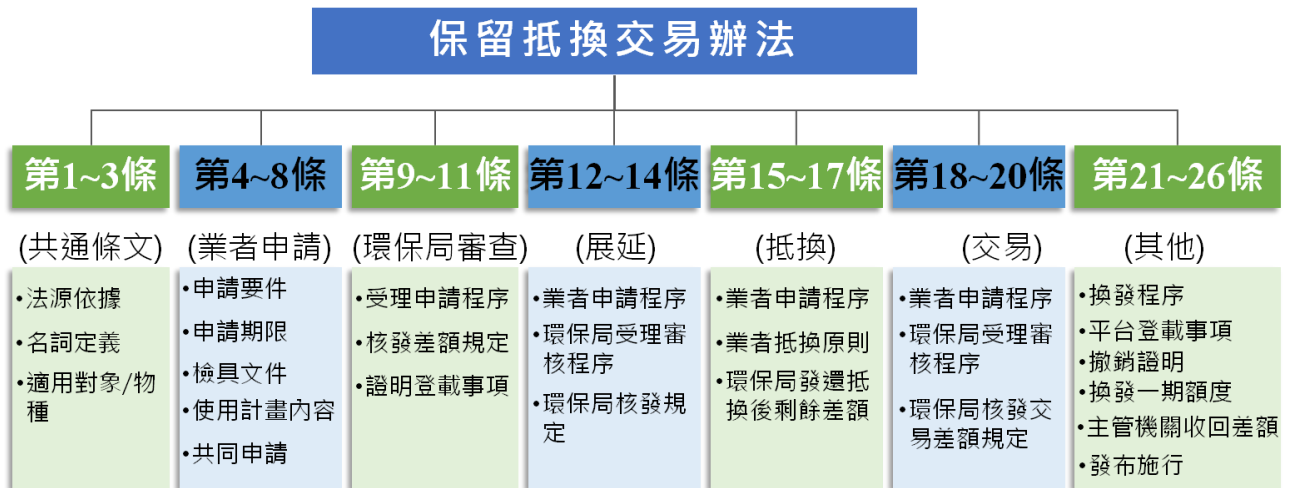 保留抵換交易辦法
第1~3條
(共通條文)
•法源依據
•名詞定義
•適用對象/物
種
第4~8條
(業者申請)
•申請要件
•申請期限
•檢具文件
•使用計畫內容
•共同申請
第9~11條
(環保局審查)
•受理申請程序
•核發差額規定
•證明登載事項
第12~14條
(展延)
•業者申請程序
•環保局受理審
核程序
•環保局核發規
定
第15~17條
(抵換)
•業者申請程序
•業者抵換原則
•環保局發還抵
換後剩餘差額
第18~20條
(交易)
•業者申請程序
•環保局受理審
核程序
•環保局核發交
易差額規定
第21~26條
(其他)
•換發程序
•平台登載事項
•撤銷證明
•換發一期額度
•主管機關收回差額
•發布施行